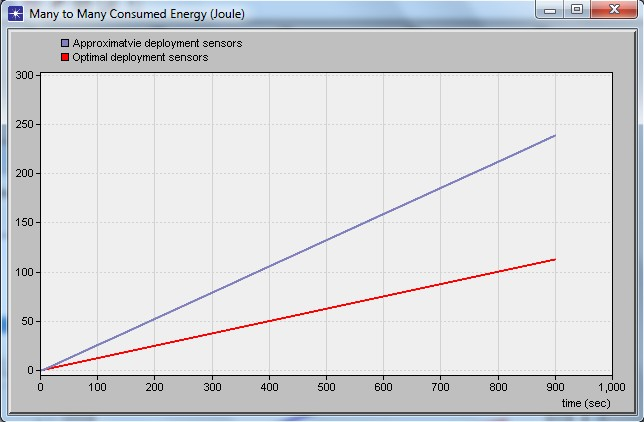 Many to Many Consumed Energy (Joule)
Approximatvie deployment sensors
Optimal deployment sensors
300
250
200
150
100
50
0
0 100 200 300 400 500 600 700 800 900 1,000
time (sec)